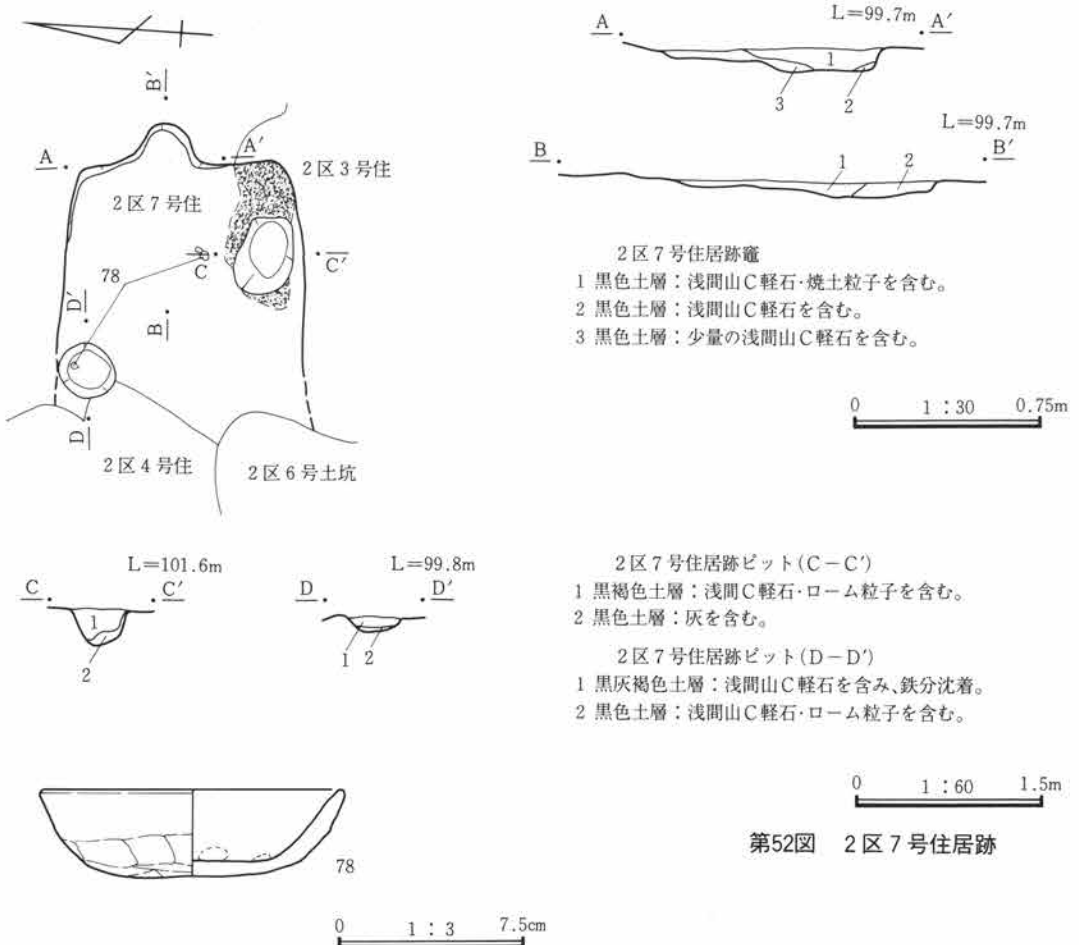 B′
A
A′
2区3号住
2区7号住
C
C′
78
D′
B
D
2区4号住
2区6号土坑
L=99.7m
A
A′
1
3
2
L=99.7m
B
B′
1
2
2区7号住居跡竈
1 黒色土層：浅間山C軽石・焼土粒子を含む。
2 黒色土層：浅間山C軽石を含む。
3 黒色土層：少量の浅間山C軽石を含む。
0 1：30 0.75m
L=101.6m
C
C′
1
2
L=99.8m
D
D′
1 2
2区7号住居跡ピット(C－C′)
1 黒褐色土層：浅間C軽石・ローム粒子を含む。
2 黒色土層：灰を含む。
2区7号住居跡ピット(D－D′)
1 黒灰褐色土層：浅間山C軽石を含み、鉄分沈着。
2 黒色土層：浅間山C軽石・ローム粒子を含む。
0 1：60 1.5m
78
第52図 2区7号住居跡
0 1：3 7.5cm